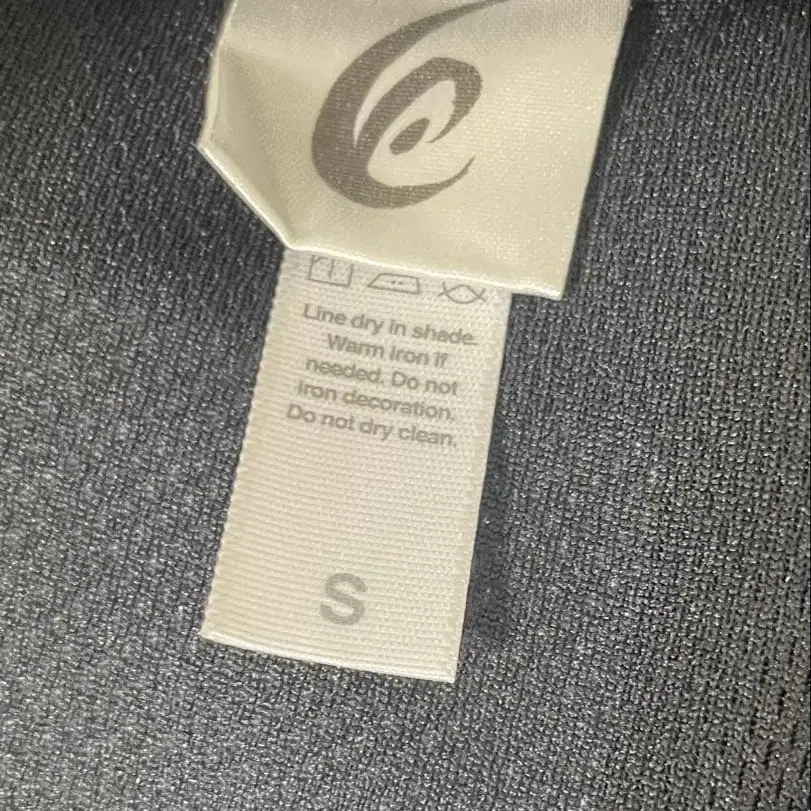 Line dry in shade.
Warm iron if
needed. Do not
iron decoration.
Do not dry clean.
S